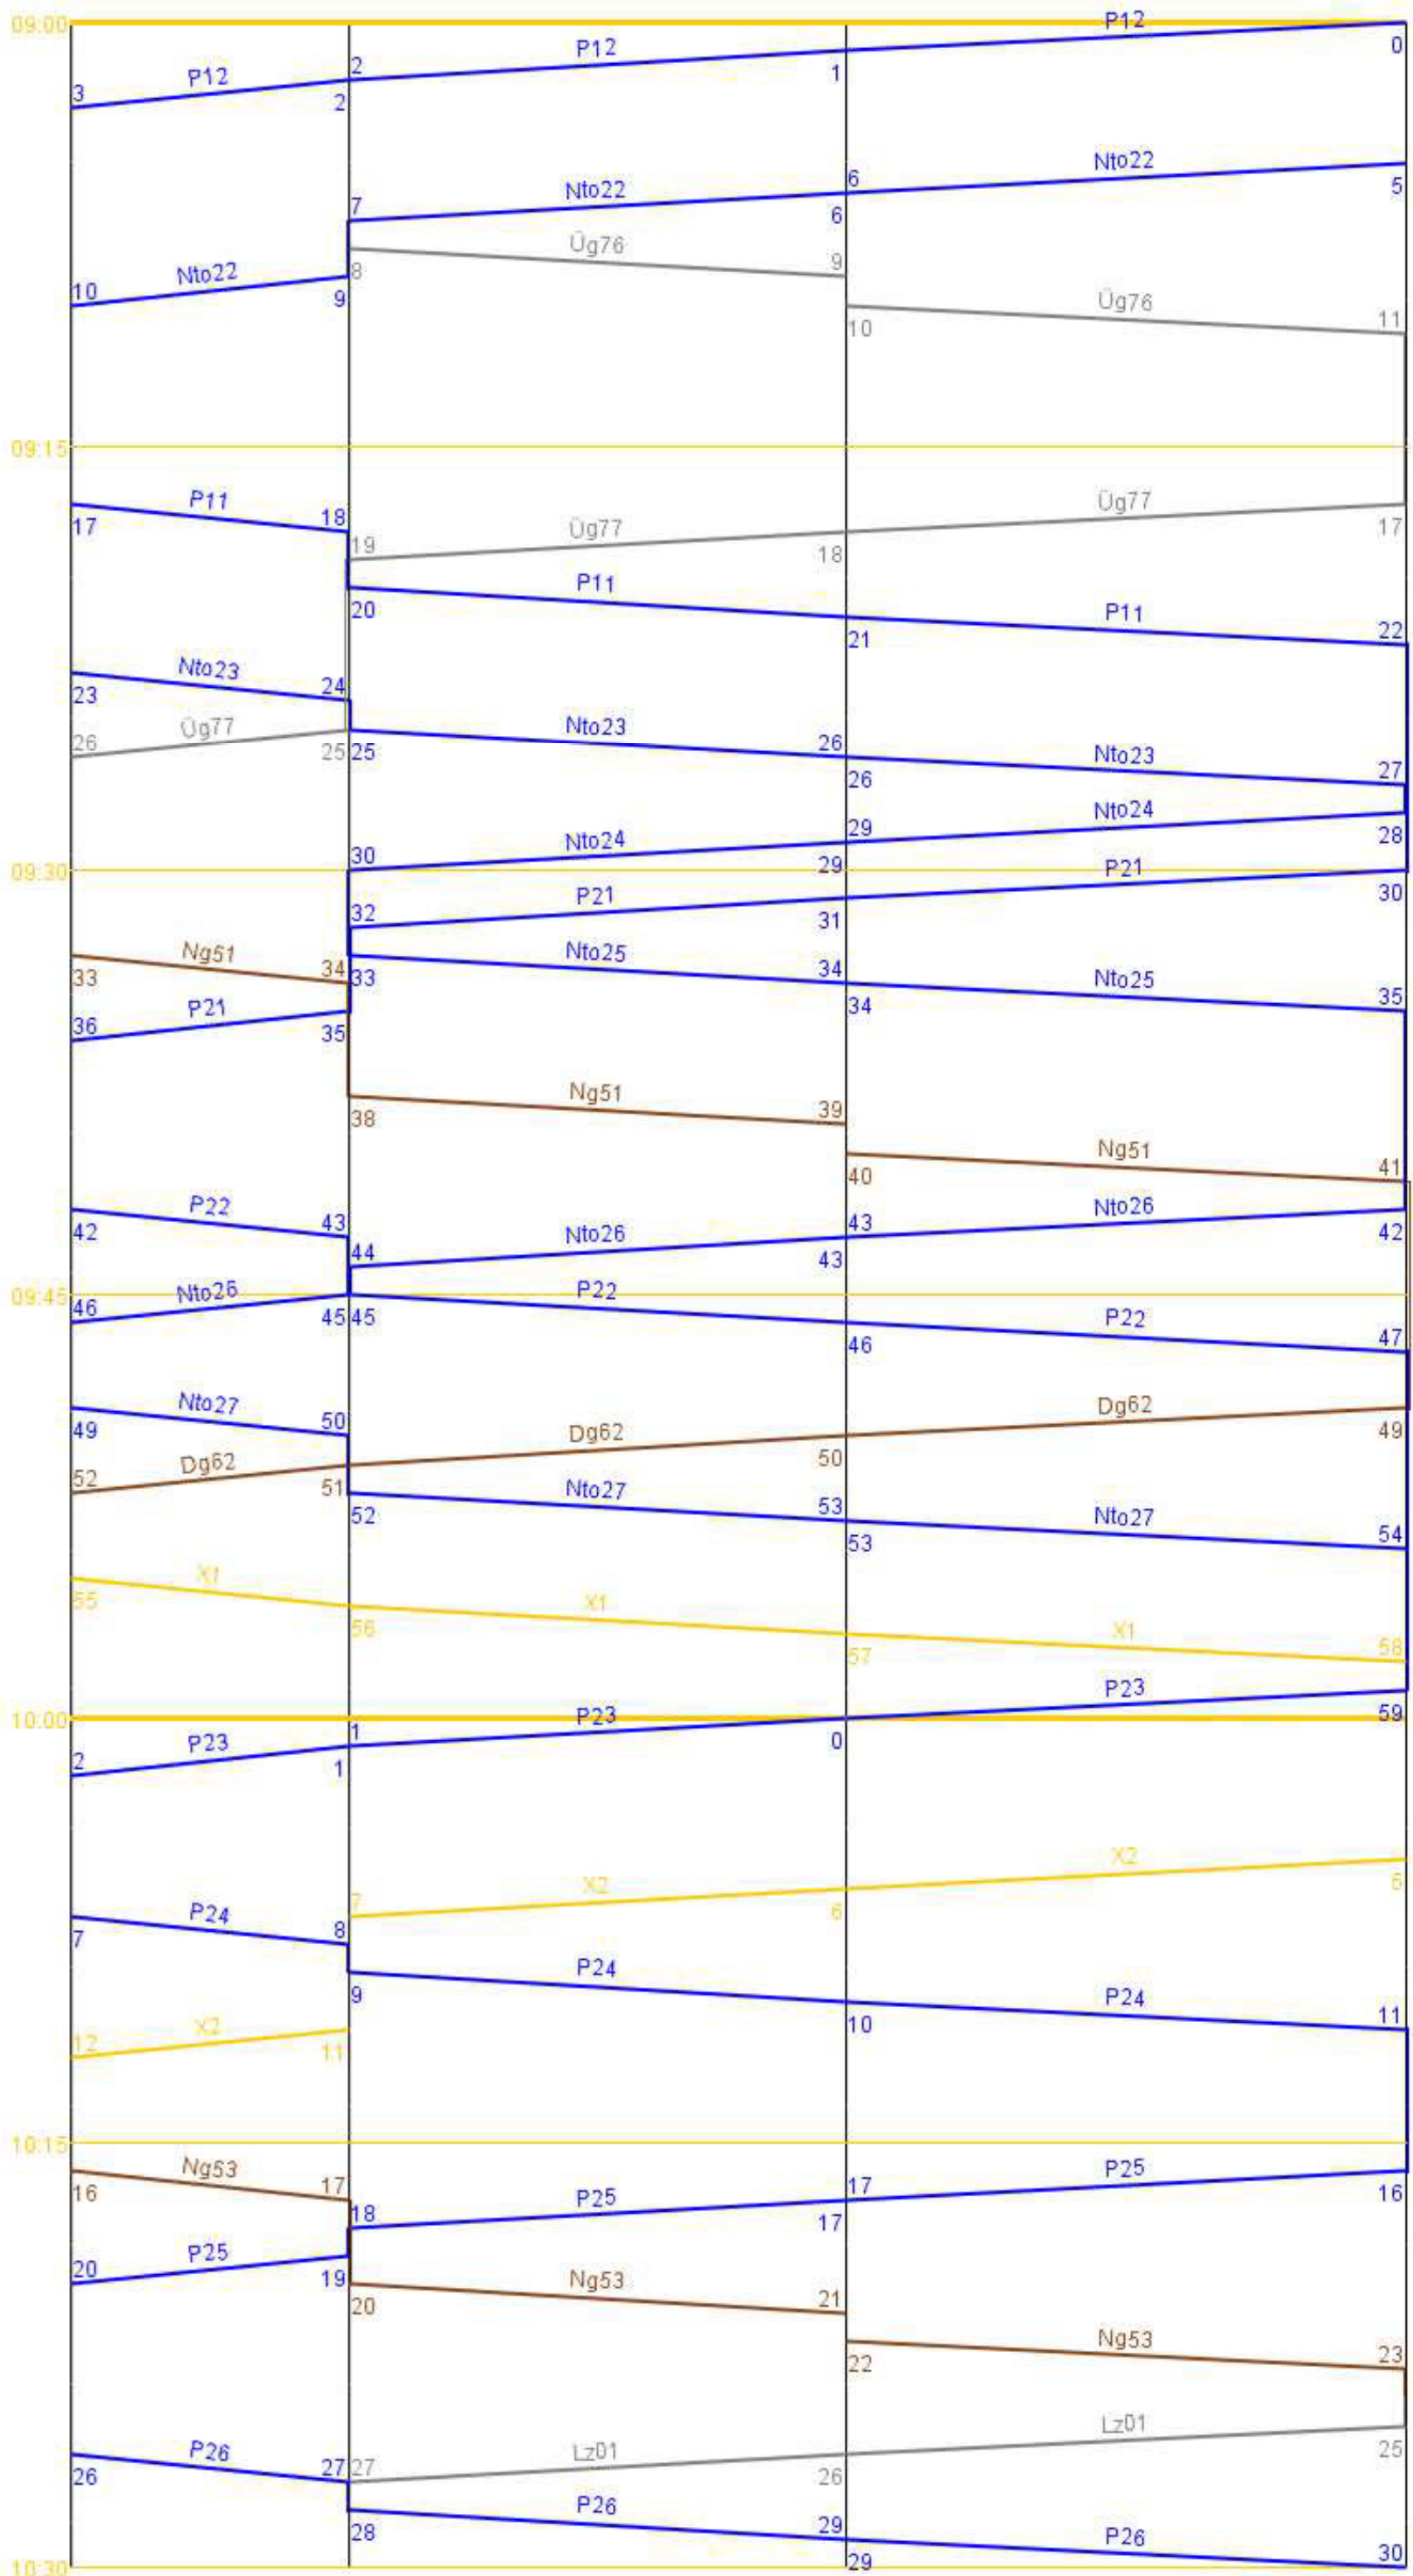 09:00 P12
P12 0
P12 2 1
3 2
Nto22
Nto22 6 5
7 6
Üg76
Nto22 8 9
10 9 Üg76 11
10
09:15
P11 18 Üg77
17 19 Üg77 18 17
P11
20 P11 22
21
Nto23 24
23 Nto23
Üg77 26 Nto23 27
26 25 25 26
Nto24
Nto24 29 28
30 29 P21
09:30
P21 30
32 31
Ng51 34 Nto25 34 Nto25
33 33 35
P21 34
36 35
Ng51 39
38 Ng51 41
40
P22 43 Nto26 43 Nto26
42 44 43 42
Nto26 P22
09:45
46 45 45 P22 47
46
Nto27 50 Dg62 Dg62
49 50 49
Dg62
52 51 Nto27 53 Nto27 54
52 53
X1 X1
55 56 X1 58
57
P23
10:00 P23 59
P23 1 0
2 1
X2
X2 5
P24 8 7 6
7 P24
9 P24 11
X2 10
12 11
10:15
Ng53 17 P25
16 P25 17 16
18 17
P25
20 19 Ng53 21
20 Ng53 23
22
Lz01
P26 27 27 Lz01 25
26 26
P26 29 P26
28 30
10:30 29